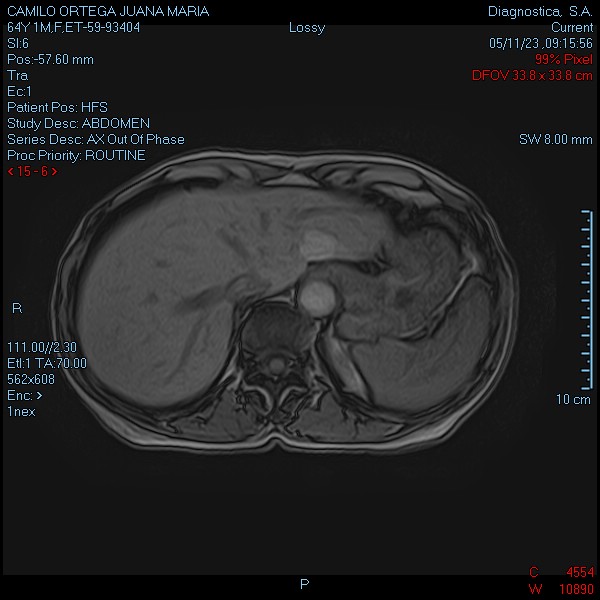 CAMILO ORTEGA JUANA MARIA
64Y 1M,F,ET-59-93404
Sl:6
Pos:-57.60 mm
Tra
Ec:1
Patient Pos: HFS
Study Desc: ABDOMEN
Series Desc: AX Out Of Phase
Proc Priority: ROUTINE
< 15 - 6 >
Lossy
Diagnostica, S.A.
Current
05/11/23 ,09:15:56
99% Pixel
DFOV 33.8 x 33.8 cm
SW 8.00 mm
R
10 cm
111.00//2.30
Etl:1 TA:70.00
562x608
Enc: >
1nex
P
C 4554
W 10890